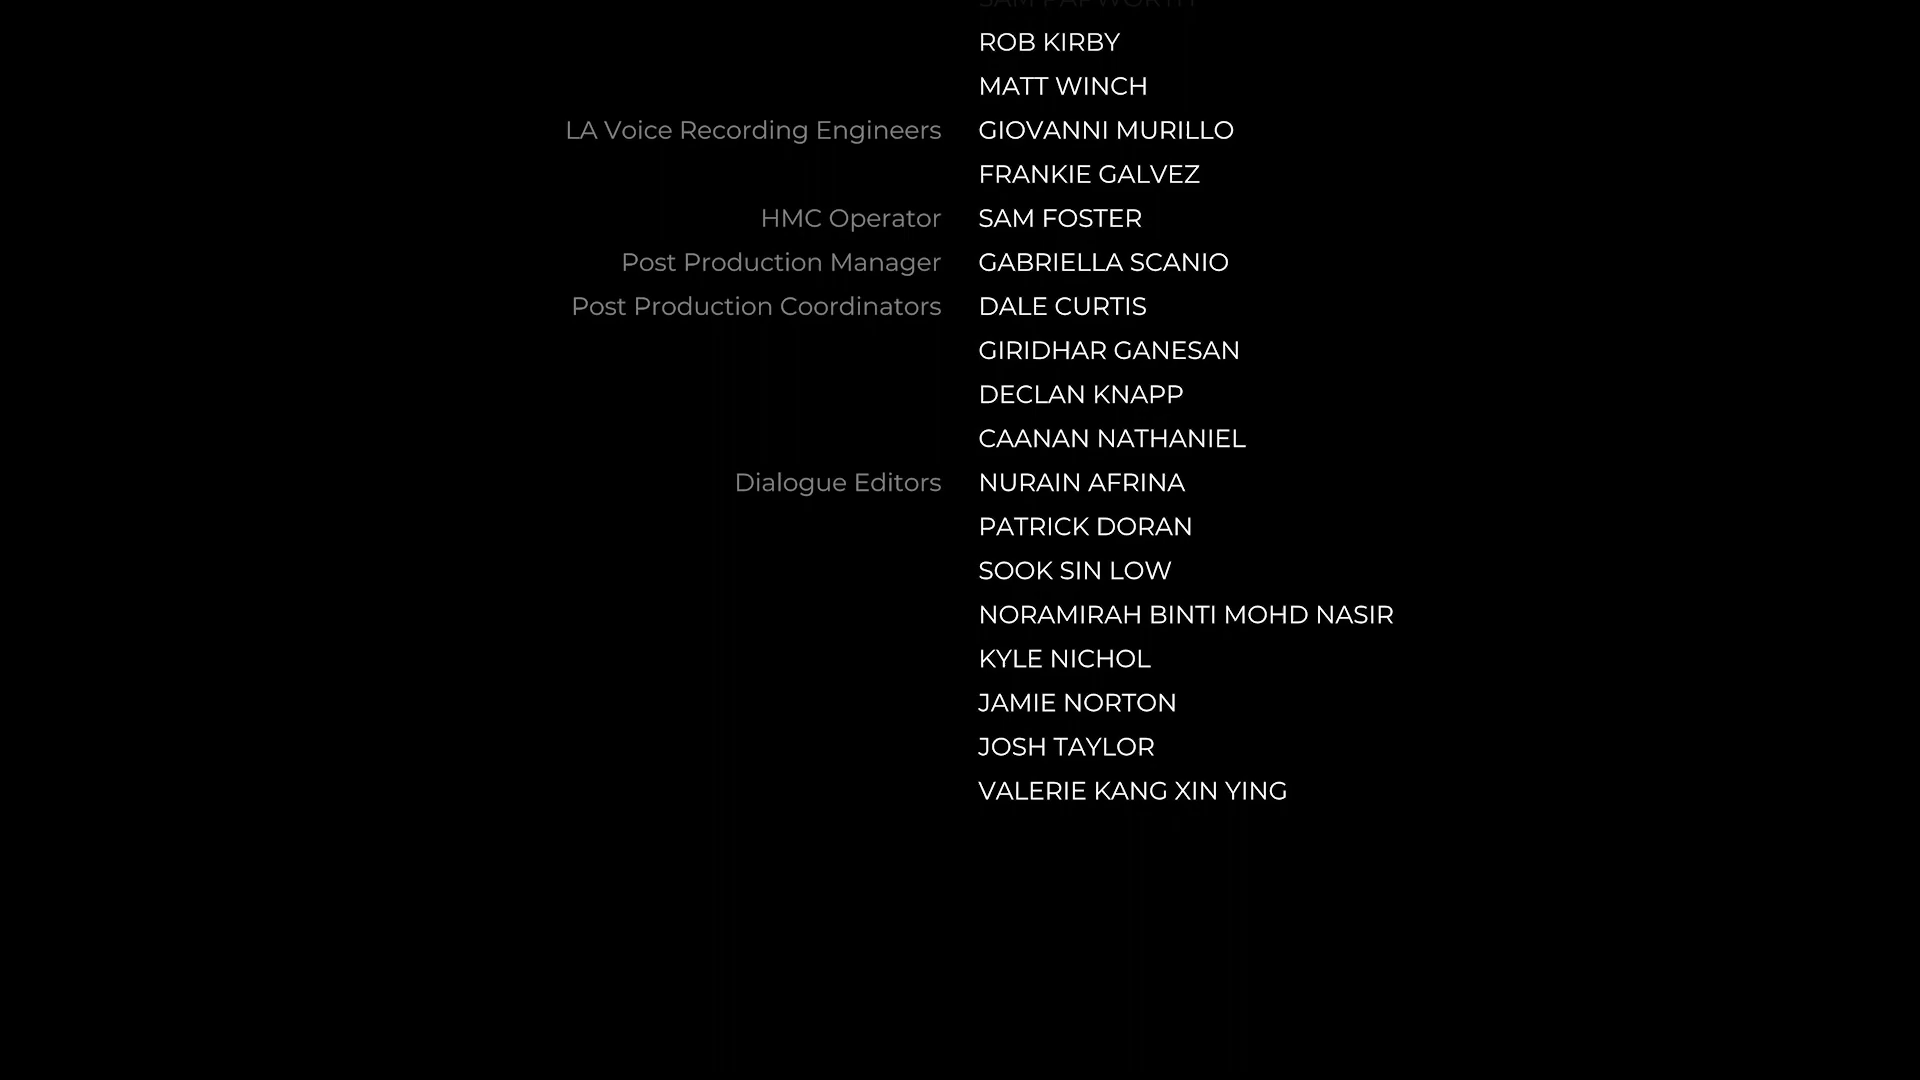 SAM PAPWORTH
ROB KIRBY
MATT WINCH
LA Voice Recording Engineers GIOVANNI MURILLO
FRANKIE GALVEZ
HMC Operator SAM FOSTER
Post Production Manager GABRIELLA SCANIO
Post Production Coordinators DALE CURTIS
GIRIDHAR GANESAN
DECLAN KNAPP
CAANAN NATHANIEL
Dialogue Editors NURAIN AFRINA
PATRICK DORAN
SOOK SIN LOW
NORAMIRAH BINTI MOHD NASIR
KYLE NICHOL
JAMIE NORTON
JOSH TAYLOR
VALERIE KANG XIN YING